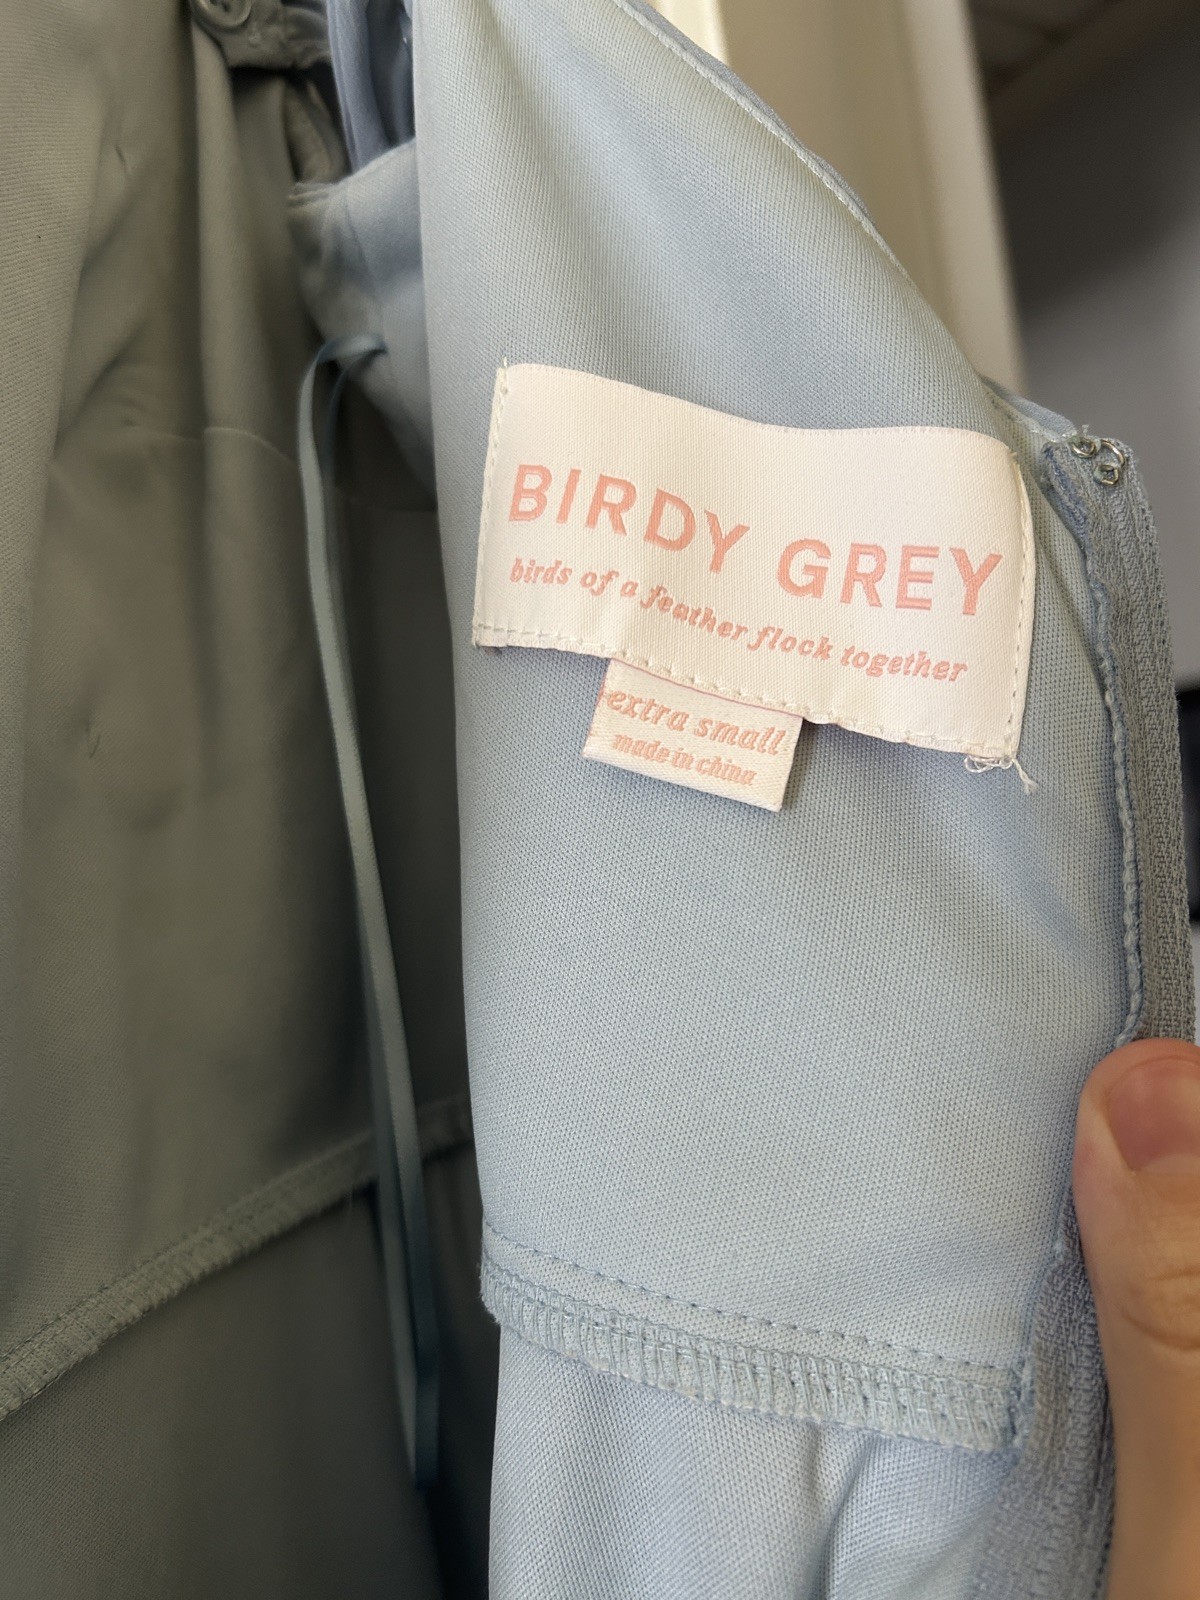 BIRDY GREY
birds of a feather flock together
extra small
made in china